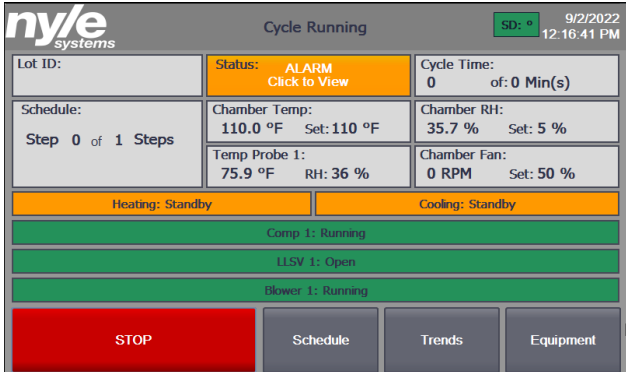 nyle
systems
Cycle Running
SD: º
9/2/2022
12:16:41 PM
Lot ID:
Status: ALARM
Click to View
Cycle Time:
0 of: 0 Min(s)
Schedule:
Step 0 of 1 Steps
Chamber Temp:
110.0 ºF Set: 110 ºF
Chamber RH:
35.7 % Set: 5 %
Temp Probe 1:
75.9 ºF RH: 36 %
Chamber Fan:
0 RPM Set: 50 %
Heating: Standby
Cooling: Standby
Comp 1: Running
LLSV 1: Open
Blower 1: Running
STOP
Schedule
Trends
Equipment